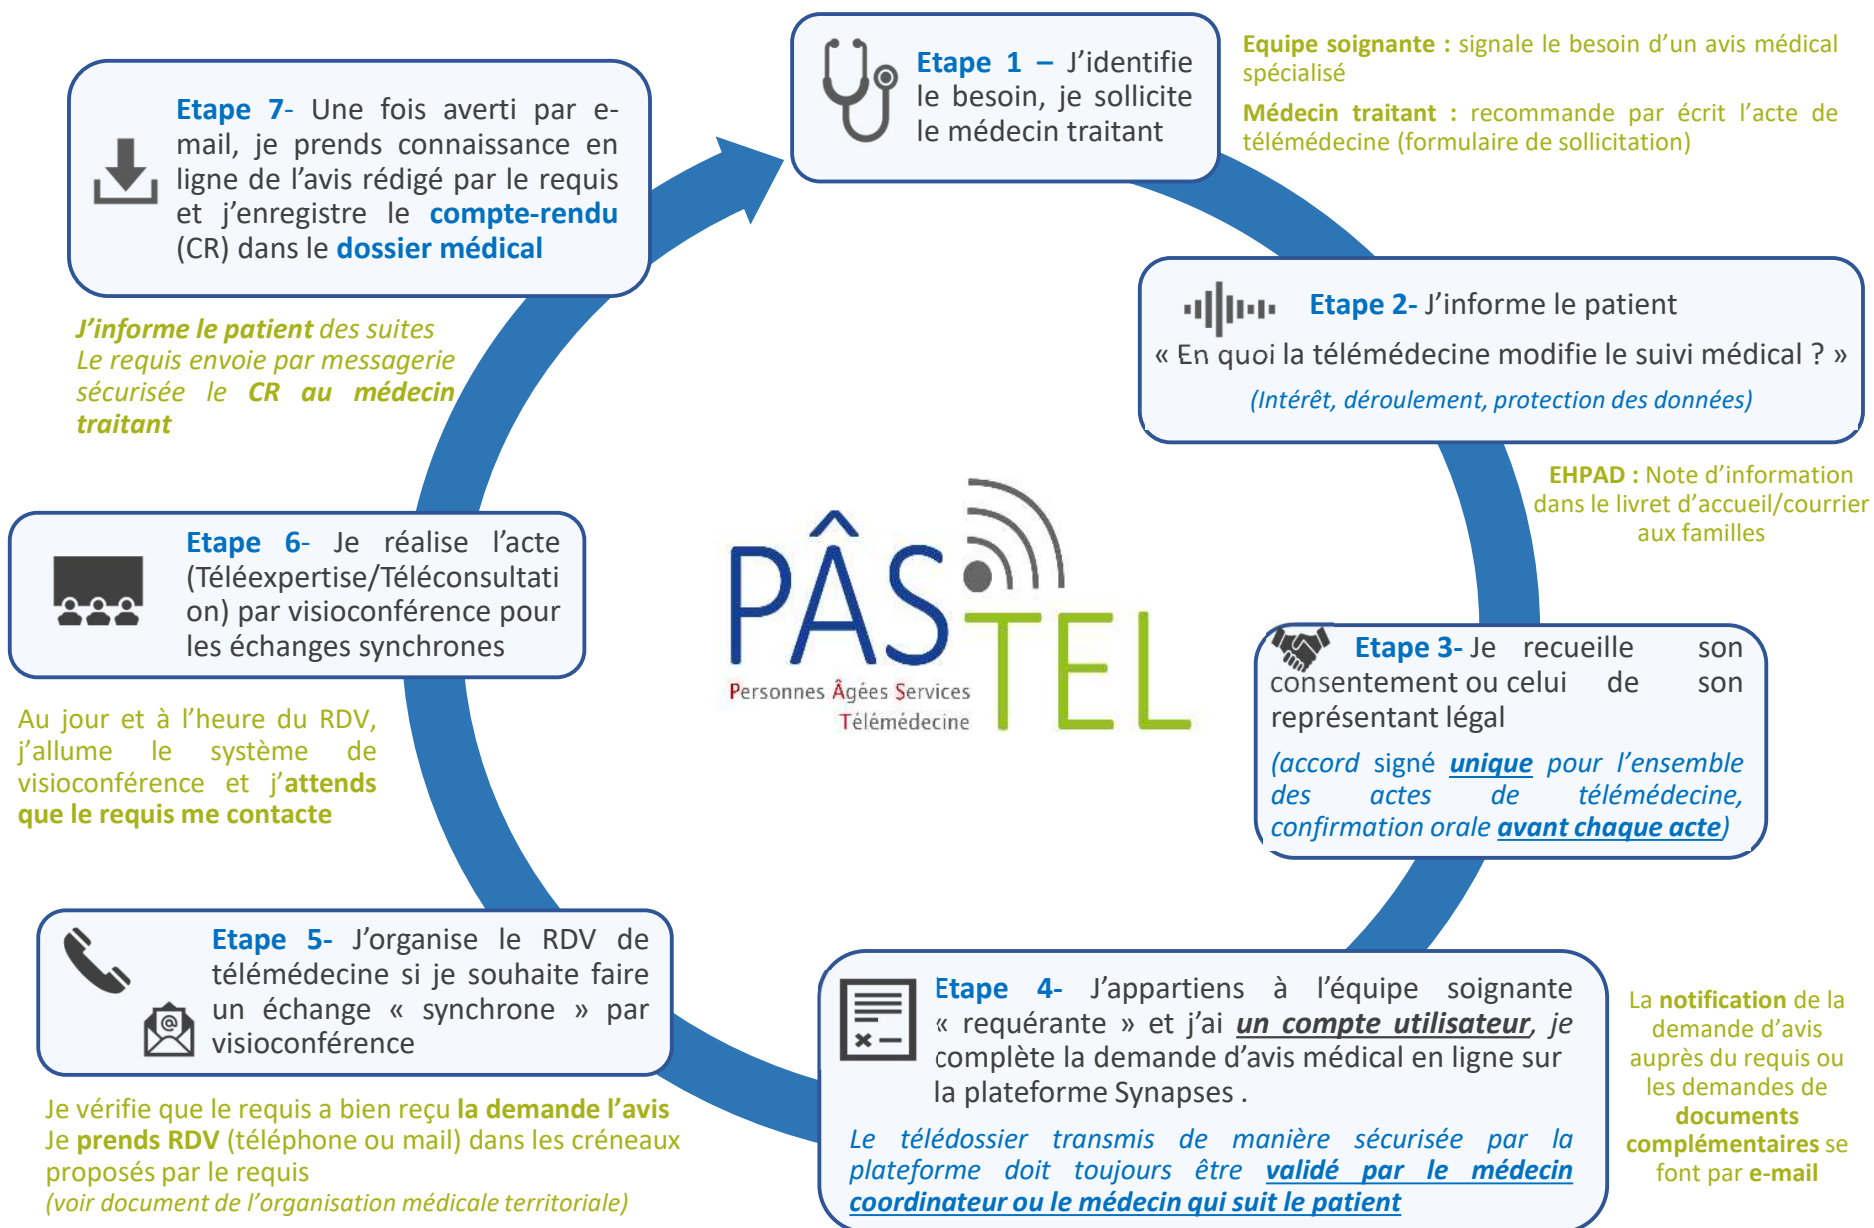 Etape 1 – J’identifie
le besoin, je sollicite
le médecin traitant
Equipe soignante : signale le besoin d’un avis médical
spécialisé
Médecin traitant : recommande par écrit l’acte de
télémédecine (formulaire de sollicitation)
Etape 2- J’informe le patient
« En quoi la télémédecine modifie le suivi médical ? »
(Intérêt, déroulement, protection des données)
EHPAD : Note d’information
dans le livret d’accueil/courrier
aux familles
Etape 3- Je recueille son
consentement ou celui de son
représentant légal
(accord signé unique pour l’ensemble
des actes de télémédecine,
confirmation orale avant chaque acte)
Etape 4- J’appartiens à l’équipe soignante
« requérante » et j’ai un compte utilisateur, je
complète la demande d’avis médical en ligne sur
la plateforme Synapses .
Le télédossier transmis de manière sécurisée par la
plateforme doit toujours être validé par le médecin
coordinateur ou le médecin qui suit le patient
La notification de la
demande d’avis
auprès du requis ou
les demandes de
documents
complémentaires se
font par e-mail
Etape 5- J’organise le RDV de
télémédecine si je souhaite faire
un échange « synchrone » par
visioconférence
Je vérifie que le requis a bien reçu la demande l’avis
Je prends RDV (téléphone ou mail) dans les créneaux
proposés par le requis
(voir document de l’organisation médicale territoriale)
Etape 6- Je réalise l’acte
(Téléexpertise/Téléconsultati
on) par visioconférence pour
les échanges synchrones
Au jour et à l’heure du RDV,
j’allume le système de
visioconférence et j’attends
que le requis me contacte
Etape 7- Une fois averti par e-
mail, je prends connaissance en
ligne de l’avis rédigé par le requis
et j’enregistre le compte-rendu
(CR) dans le dossier médical
J’informe le patient des suites
Le requis envoie par messagerie
sécurisée le CR au médecin
traitant
PÂS
TEL
Personnes Âgées Services
Télémédecine